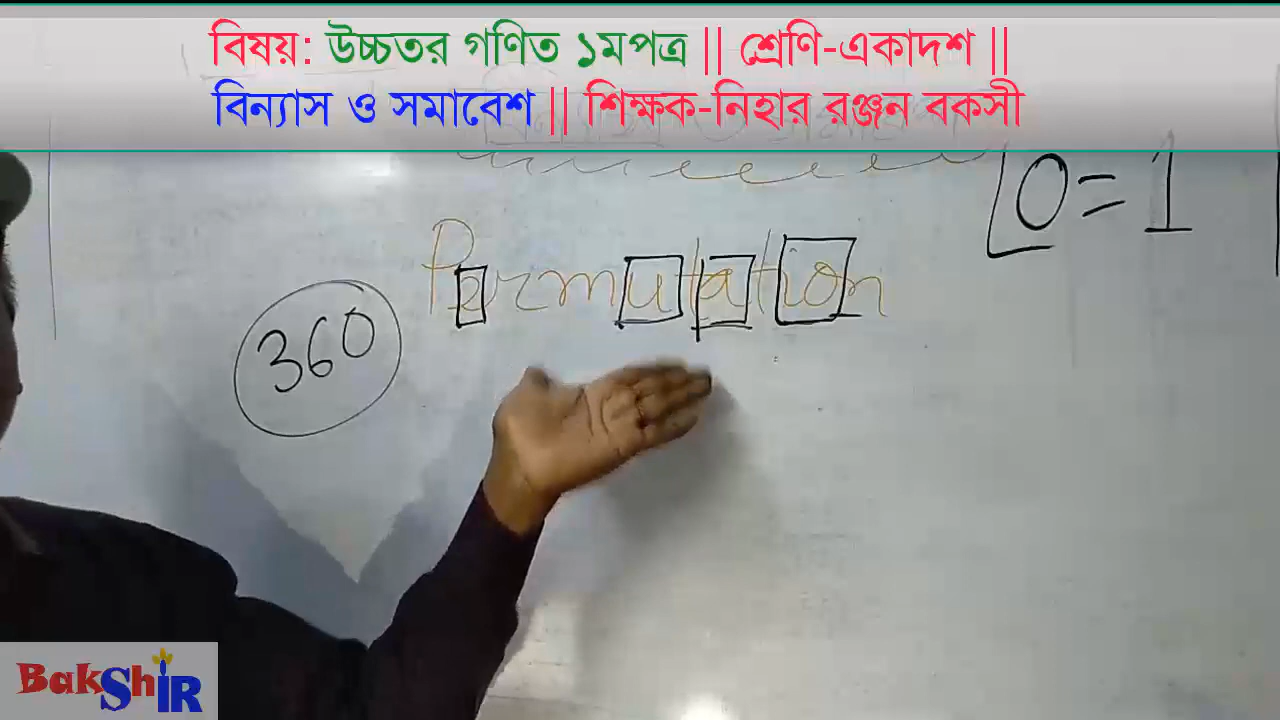 বিষয়: উচ্চতর গণিত ১মপত্র || শ্রেণি-একাদশ ||
বিন্যাস ও সমাবেশ || শিক্ষক-নিহার রঞ্জন বকসী
0 = 1
Permutation
360
BakshIR